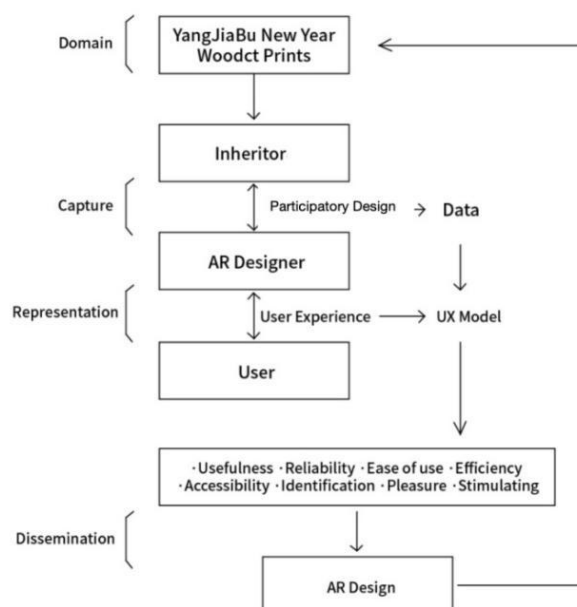 Domain
YangJiaBu New Year
Woodct Prints
Inheritor
Capture
Participatory Design
Data
AR Designer
Representation
User Experience
UX Model
User
·Usefulness ·Reliability ·Ease of use ·Efficiency
·Accessibility ·Identification ·Pleasure ·Stimulating
Dissemination
AR Design